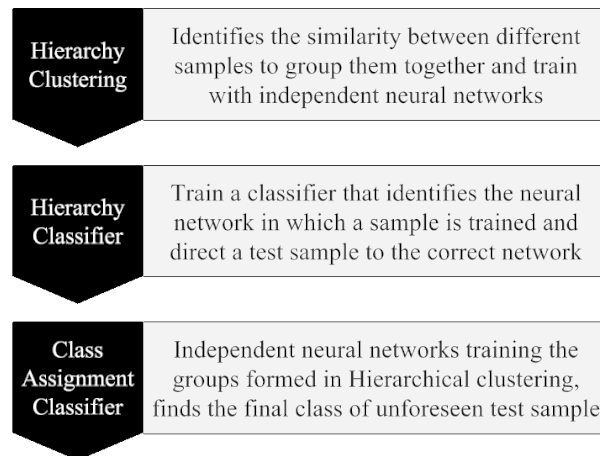 Hierarchy
Clustering
Identifies the similarity between different
samples to group them together and train
with independent neural networks
Hierarchy
Classifier
Train a classifier that identifies the neural
network in which a sample is trained and
direct a test sample to the correct network
Class
Assignment
Classifier
Independent neural networks training the
groups formed in Hierarchical clustering,
finds the final class of unforeseen test sample